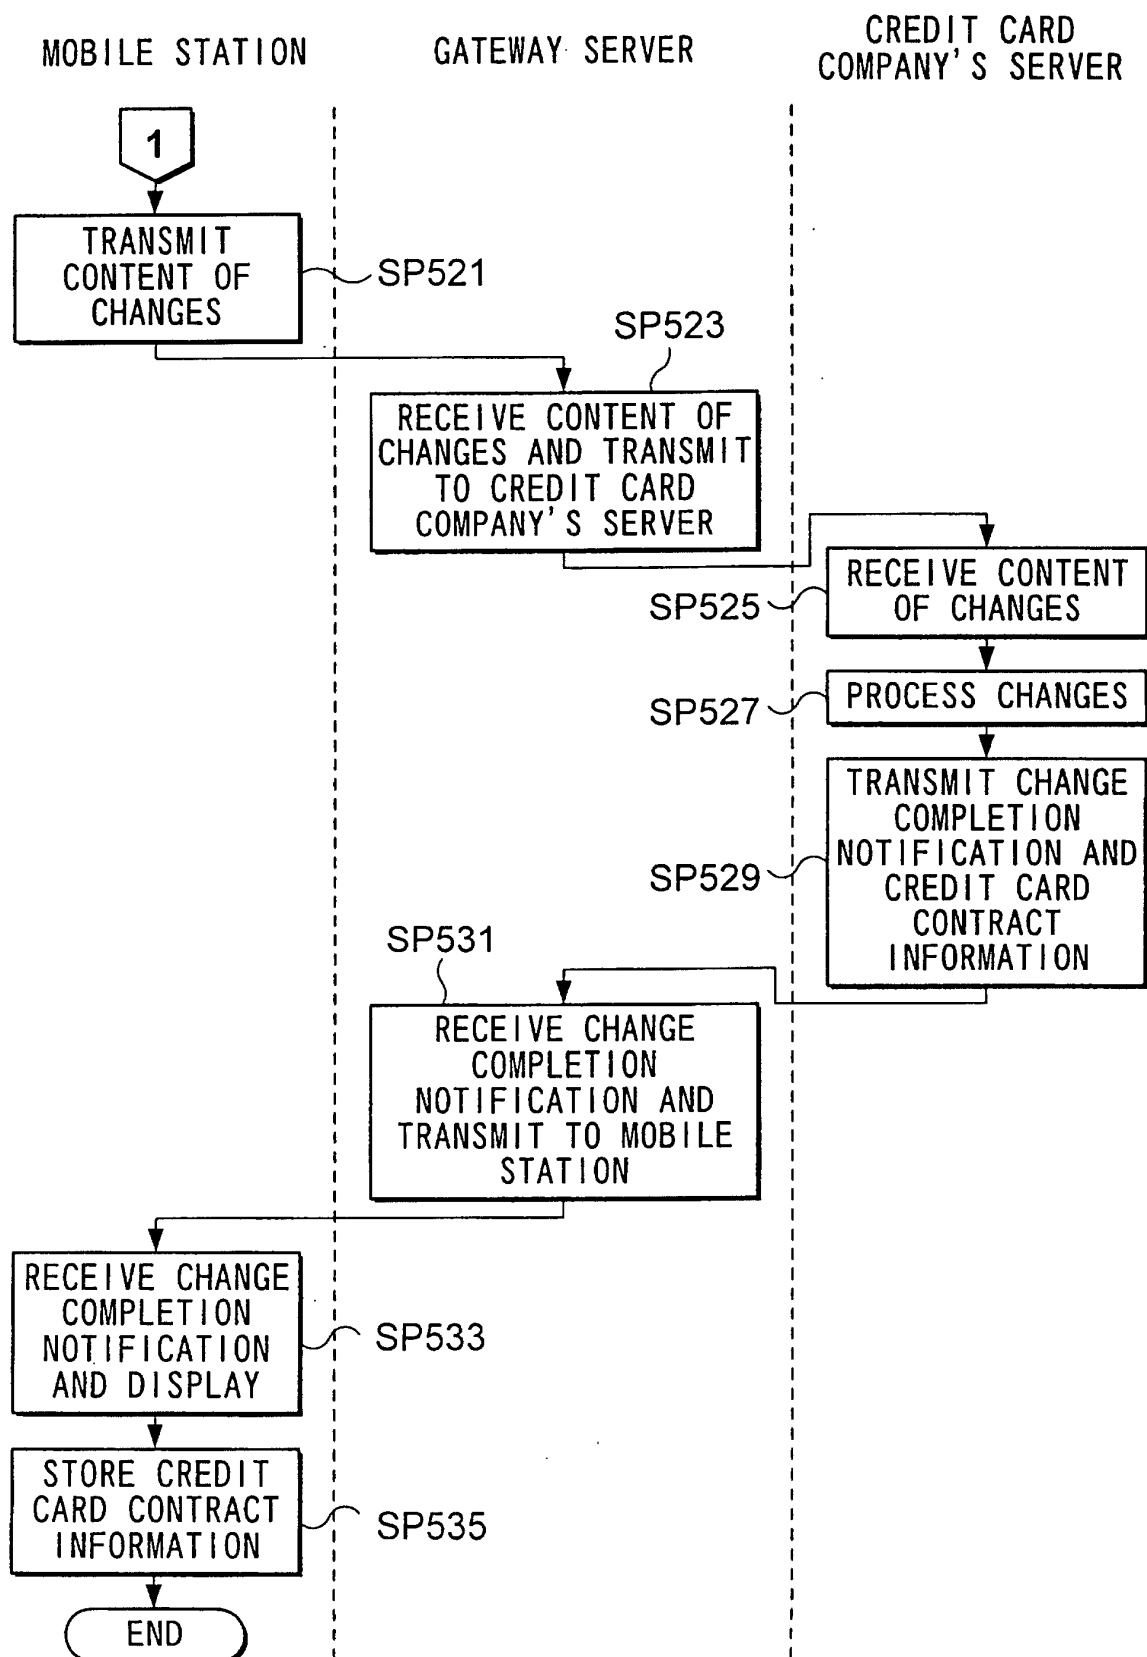 MOBILE STATION
GATEWAY SERVER
CREDIT CARD
COMPANY'S SERVER
1
TRANSMIT
CONTENT OF
CHANGES
SP521
SP523
RECEIVE CONTENT OF
CHANGES AND TRANSMIT
TO CREDIT CARD
COMPANY'S SERVER
RECEIVE CONTENT
OF CHANGES
SP525
PROCESS CHANGES
SP527
TRANSMIT CHANGE
COMPLETION
NOTIFICATION AND
CREDIT CARD
CONTRACT
INFORMATION
SP529
SP531
RECEIVE CHANGE
COMPLETION
NOTIFICATION AND
TRANSMIT TO MOBILE
STATION
RECEIVE CHANGE
COMPLETION
NOTIFICATION
AND DISPLAY
SP533
STORE CREDIT
CARD CONTRACT
INFORMATION
SP535
END